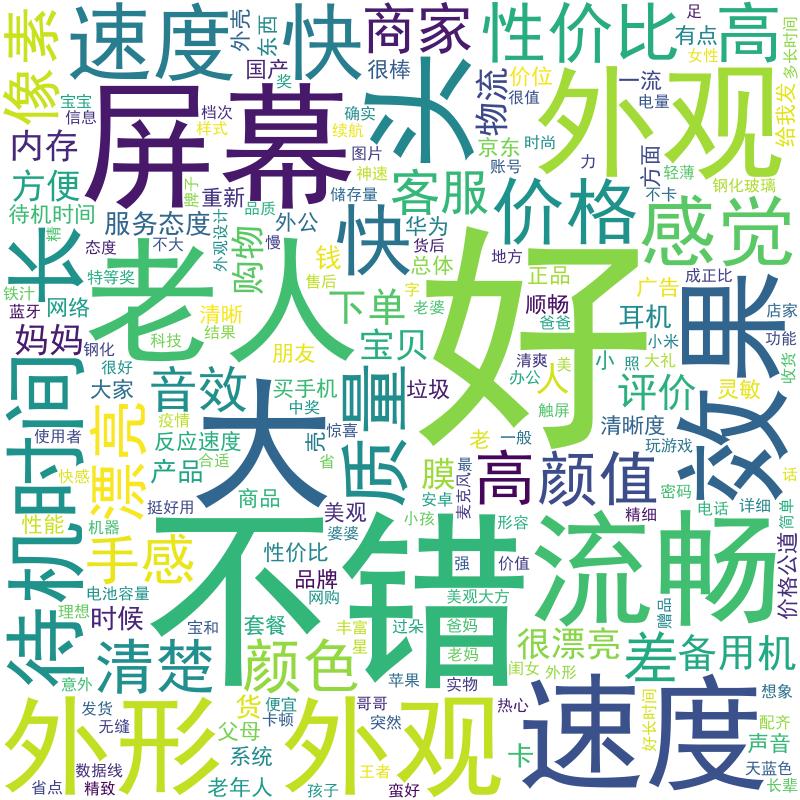 像素
速度
外壳
东西
快
商家
性价比
高
足
有点
女性
多长时间
宝宝
信息
国产
奖
很棒
档次
样式
确实
续航
头
物流
价位
很值
一流
电量
给我发
屏幕
外观
内存
图片
京东
时尚
方面
方便
重新
神速
账号
力
轻薄
钢化玻璃
待机时间
髒子
储存量
客服
价格
不卡
感觉
服务态度
品质
外公
华为
长
精
态度
不大
外观设计
购物
慢
快
货后
地方
特等奖
老人
钱
总体
好
正品
广告
成正比
铁汁
售后
字
蓝牙
网络
清晰
下单
老婆
顺畅
耳机
店家
妈妈
钢化
科技
结果
爸爸
小米
功能
效果
很好
朋友
宝贝
清爽
美
小
照
大礼
收货
待机时间
大家
音效
买手机
垃圾
办公
人
评价
灵敏
漂亮
疫情
大
中奖
质量
触屏
使用者
反应速度
亮
惊喜
老
一般
清晰度
玩游戏
快感
产品
合适
省
膜
麦克风最
高
颜值
密码
话
性能
挺好用
商品
美观
安卓
电话
详细
简单
机器
婆婆
小孩
形容
精细
手感
不错
性价比
强
价值
流畅
价格公道
电池容量
品牌
网购
美观大方
赠品
理想
时候
宝和
套餐
丰富
过朵
爸妈
很漂亮
差
备用机
清楚
颜色
星
老妈
闺女
外形
意外
苹果
实物
想象
外形
发货
无缝
货
便宜
卡顿
外观
哥哥
突然
热心
速度
好长时间
配齐
父母
系统
卡
声音
数据线
王者
天蓝色
省点
精致
老年人
孩子
蛮好
长辈